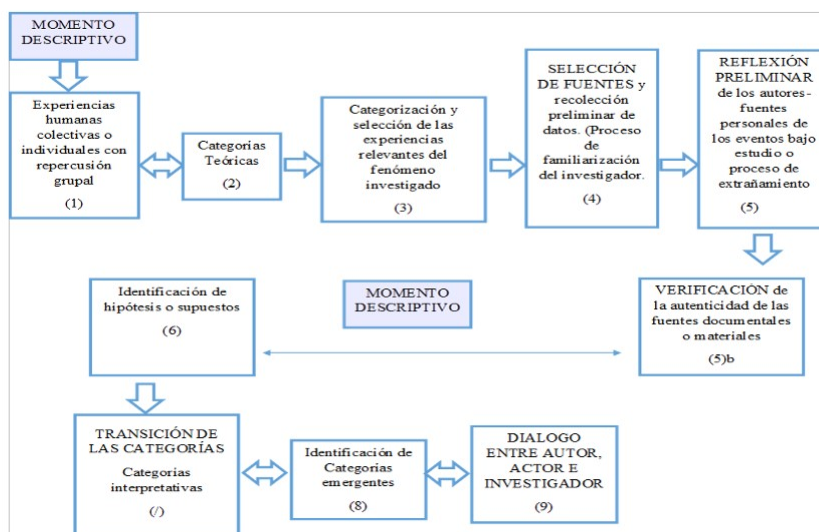 MOMENTO
DESCRIPTIVO
Experiencias
humanas
colectivas o
individuales con
repercusión
grupal
(1)
Categorías
Teóricas
(2)
Categorización y
selección de las
experiencias
relevantes del
fenómeno
investigado
(3)
SELECCIÓN
DE FUENTES y
recolección
preliminar de
datos. (Proceso
de
familiarización
del investigador.
(4)
REFLEXIÓN
PRELIMINAR
de los autores-
fuentes
personales de
los eventos bajo
estudio o
proceso de
extrañamiento
(5)
VERIFICACIÓN de
la autenticidad de las
fuentes documentales
o materiales
(5)b
MOMENTO
DESCRIPTIVO
Identificación de
hipótesis o supuestos
(6)
TRANSICIÓN DE
LAS CATEGORÍAS
Categorías
interpretativas
(/)
Identificación de
Categorías
emergentes
(8)
DIALOGO
ENTRE AUTOR,
ACTOR E
INVESTIGADOR
(9)